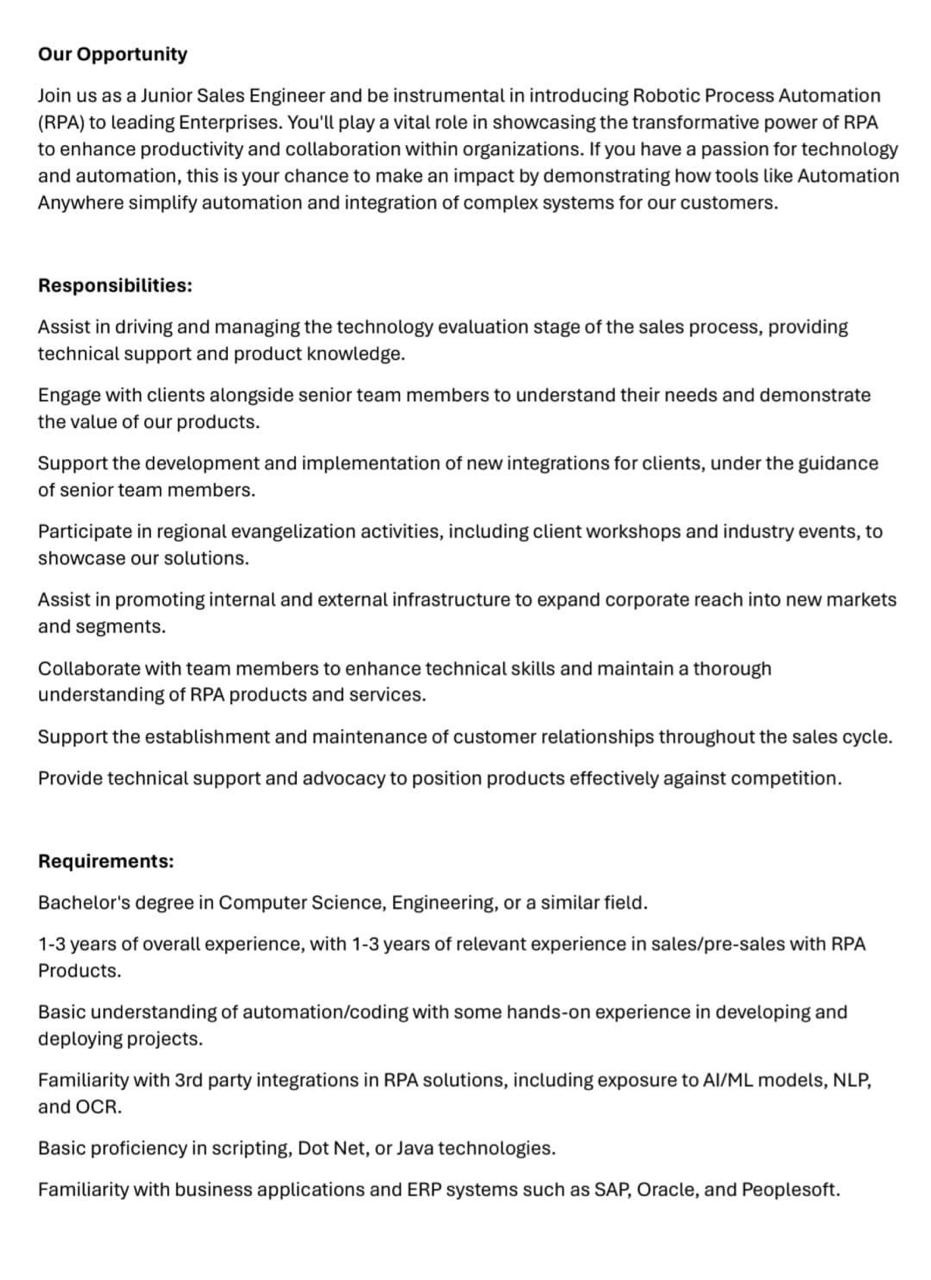 Our Opportunity
Join us as a Junior Sales Engineer and be instrumental in introducing Robotic Process Automation
(RPA) to leading Enterprises. You'll play a vital role in showcasing the transformative power of RPA
to enhance productivity and collaboration within organizations. If you have a passion for technology
and automation, this is your chance to make an impact by demonstrating how tools like Automation
Anywhere simplify automation and integration of complex systems for our customers.
Responsibilities:
Assist in driving and managing the technology evaluation stage of the sales process, providing
technical support and product knowledge.
Engage with clients alongside senior team members to understand their needs and demonstrate
the value of our products.
Support the development and implementation of new integrations for clients, under the guidance
of senior team members.
Participate in regional evangelization activities, including client workshops and industry events, to
showcase our solutions.
Assist in promoting internal and external infrastructure to expand corporate reach into new markets
and segments.
Collaborate with team members to enhance technical skills and maintain a thorough
understanding of RPA products and services.
Support the establishment and maintenance of customer relationships throughout the sales cycle.
Provide technical support and advocacy to position products effectively against competition.
Requirements:
Bachelor's degree in Computer Science, Engineering, or a similar field.
1-3 years of overall experience, with 1-3 years of relevant experience in sales/pre-sales with RPA
Products.
Basic understanding of automation/coding with some hands-on experience in developing and
deploying projects.
Familiarity with 3rd party integrations in RPA solutions, including exposure to AI/ML models, NLP,
and OCR.
Basic proficiency in scripting, Dot Net, or Java technologies.
Familiarity with business applications and ERP systems such as SAP, Oracle, and Peoplesoft.